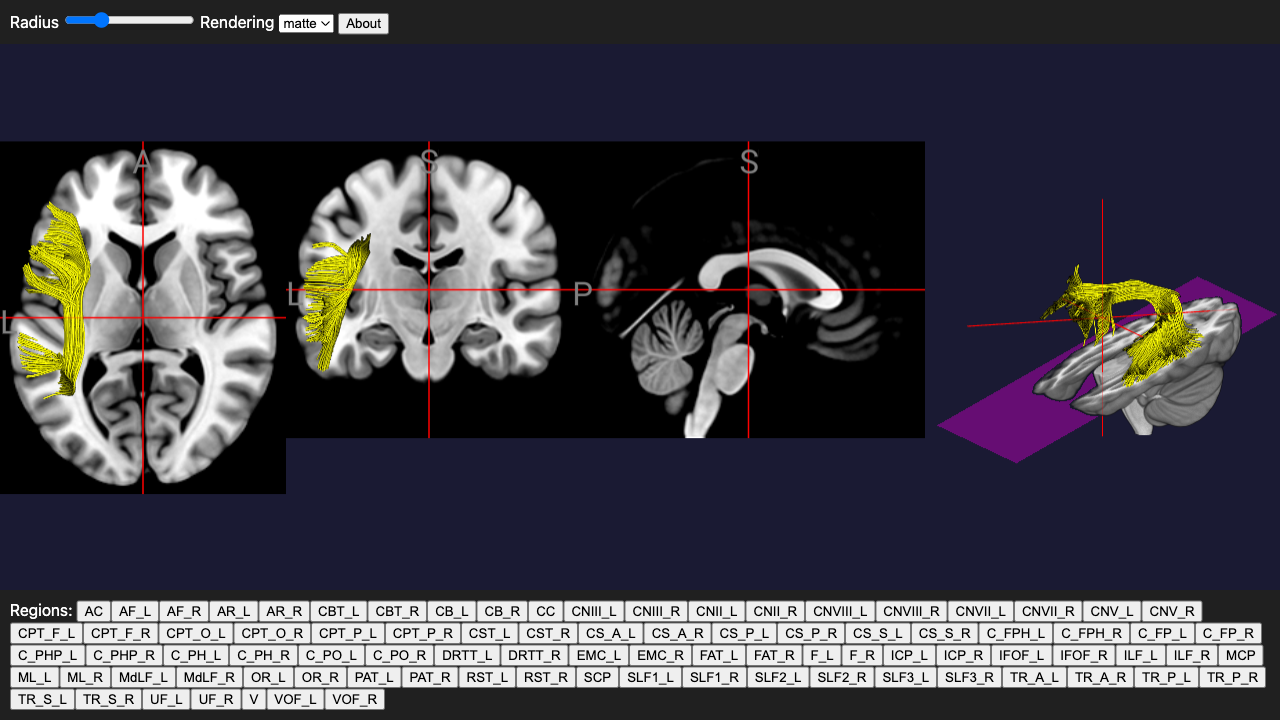 Radius Rendering matte About
A S S
L L P
Regions: AC AF_L AF_R AR_L AR_R CBT_L CBT_R CB_L CB_R CC CNIII_L CNIII_R CNII_L CNII_R CNVIII_L CNVIII_R CNVII_L CNVII_R CNV_L CNV_R
CPT_F_L CPT_F_R CPT_O_L CPT_O_R CPT_P_L CPT_P_R CST_L CST_R CS_A_L CS_A_R CS_P_L CS_P_R CS_S_L CS_S_R C_FPH_L C_FPH_R C_FP_L C_FP_R
C_PHP_L C_PHP_R C_PH_L C_PH_R C_PO_L C_PO_R DRTT_L DRTT_R EMC_L EMC_R FAT_L FAT_R F_L F_R ICP_L ICP_R IFOF_L IFOF_R ILF_L ILF_R MCP
ML_L ML_R MdLF_L MdLF_R OR_L OR_R PAT_L PAT_R RST_L RST_R SCP SLF1_L SLF1_R SLF2_L SLF2_R SLF3_L SLF3_R TR_A_L TR_A_R TR_P_L TR_P_R
TR_S_L TR_S_R UF_L UF_R V VOF_L VOF_R